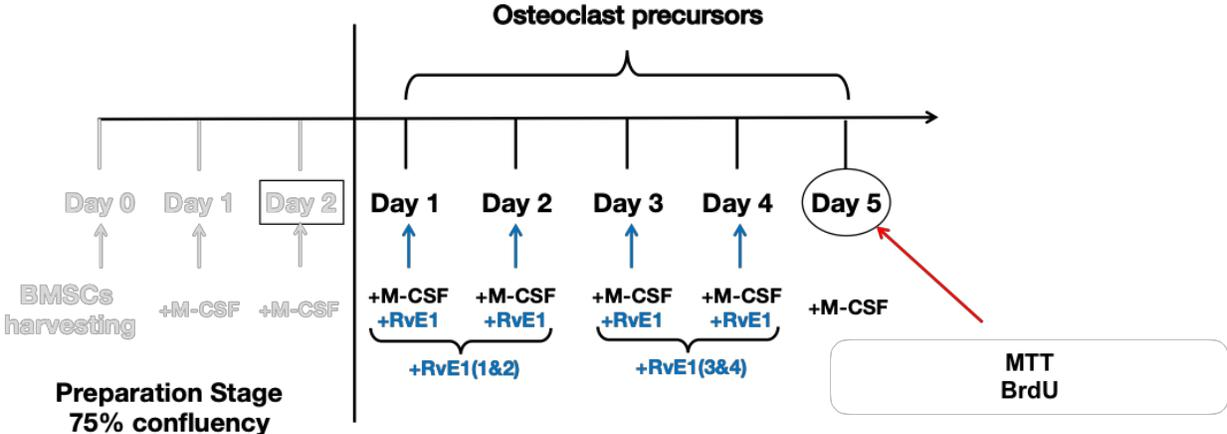 Osteoclast precursors
Day 0 Day 1 Day 2 Day 1 Day 2 Day 3 Day 4 Day 5
BMSCs
harvesting
+M-CSF +M-CSF
+M-CSF +M-CSF +M-CSF +M-CSF +M-CSF
+RvE1 +RvE1 +RvE1 +RvE1
+RvE1(1&2) +RvE1(3&4)
Preparation Stage
75% confluency
MTT
BrdU